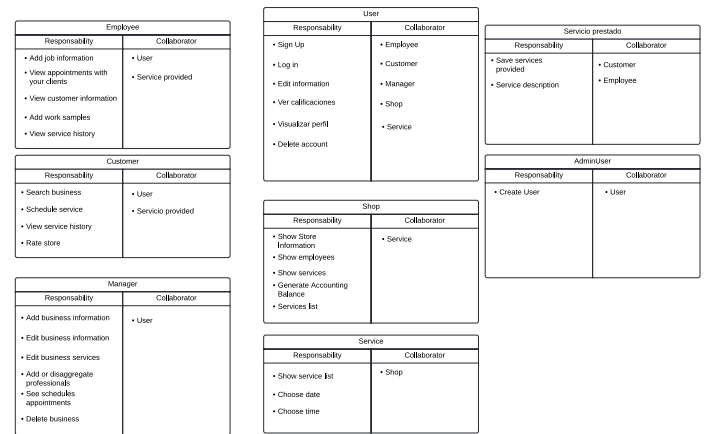 Employee
Responsability
Collaborator
• Add job information
• View appointments with
your clients
• View customer information
• Add work samples
• View service history
• User
• Service provided
Customer
Responsability
Collaborator
• Search business
• Schedule service
• View service history
• Rate store
• User
• Servicio provided
Manager
Responsability
Collaborator
• Add business information
• Edit business information
• Edit business services
• Add or disaggregate
professionals
• See schedules
appointments
• Delete business
• User
User
Responsability
Collaborator
• Sign Up
• Log in
• Edit information
• Ver calificaciones
• Visualizar perfil
• Delete account
• Employee
• Customer
• Manager
• Shop
• Service
Shop
Responsability
Collaborator
• Show Store
Information
• Show employees
• Show services
• Generate Accounting
Balance
• Services list
• Service
Service
Responsability
Collaborator
• Show service list
• Choose date
• Choose time
• Shop
Servicio prestado
Responsability
Collaborator
• Save services
provided
• Service description
• Customer
• Employee
AdminUser
Responsability
Collaborator
• Create User
• User